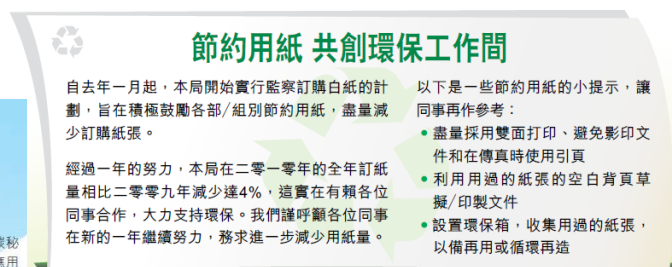 節約用紙 共創環保工作間
自去年一月起，本局開始實行監察訂購白紙的計
劃，旨在積極鼓勵各部/組別節約用紙，盡量減
少訂購紙張。
經過一年的努力，本局在二零一零年的全年訂紙
量相比二零零九年減少達4%，這實在有賴各位
同事合作，大力支持環保。我們謹呼籲各位同事
在新的一年繼續努力，務求進一步減少用紙量。
以下是一些節約用紙的小提示，讓
同事再作參考：
• 盡量採用雙面打印、避免影印文
件和在傳真時使用引頁
• 利用用過的紙張的空白背頁草
擬/印製文件
• 設置環保箱，收集用過的紙張，
以備再用或循環再造
秘
應用